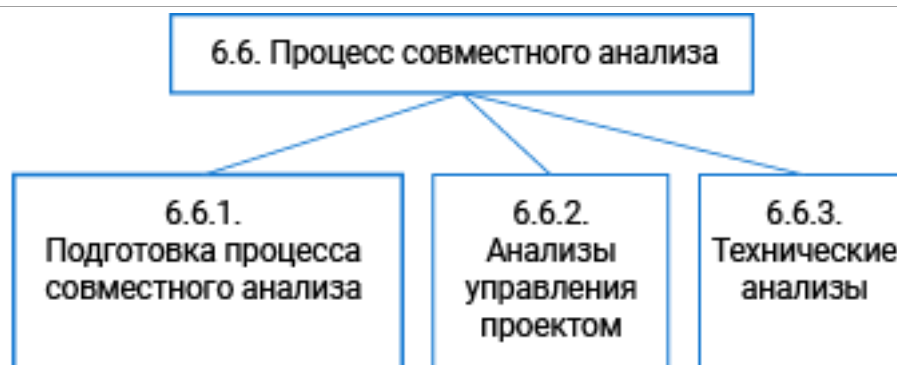 6.6. Процесс совместного анализа
6.6.1.
Подготовка процесса
совместного анализа
6.6.2.
Анализы
управления
проектом
6.6.3.
Технические
анализы